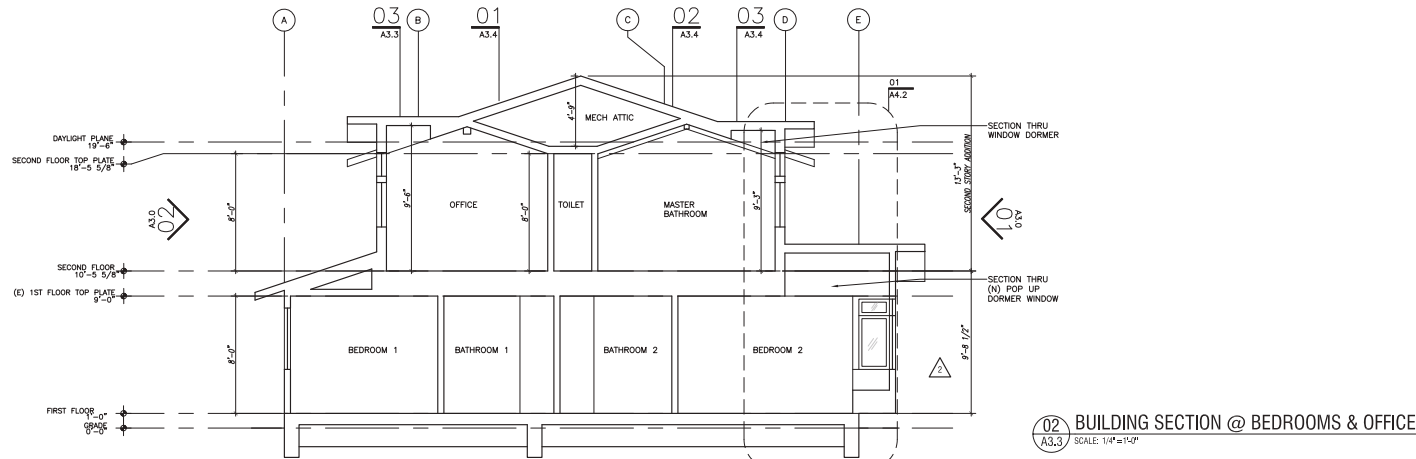 A
03
A3.3
B
01
A3.4
C
02
A3.4
03
A3.4
D
E
01
A4.2
4'-9"
MECH ATTIC
SECTION THRU
WINDOW DORMER
DAYLIGHT PLANE
19'-6"
SECOND FLOOR TOP PLATE
18'-5 5/8"
13'-3"
SECOND STORY ADDITION
A3.0
02
8'-0"
9'-6"
OFFICE
8'-0"
TOILET
MASTER
BATHROOM
9'-3"
01
A3.0
SECOND FLOOR
10'-5 5/8"
(E) 1ST FLOOR TOP PLATE
9'-0"
SECTION THRU
(N) POP UP
DORMER WINDOW
8'-0"
BEDROOM 1
BATHROOM 1
BATHROOM 2
BEDROOM 2
9'-8 1/2"
2
FIRST FLOOR
1'-0"
GRADE
0'-0"
02
A3.3
BUILDING SECTION @ BEDROOMS & OFFICE
SCALE: 1/4"=1'-0"